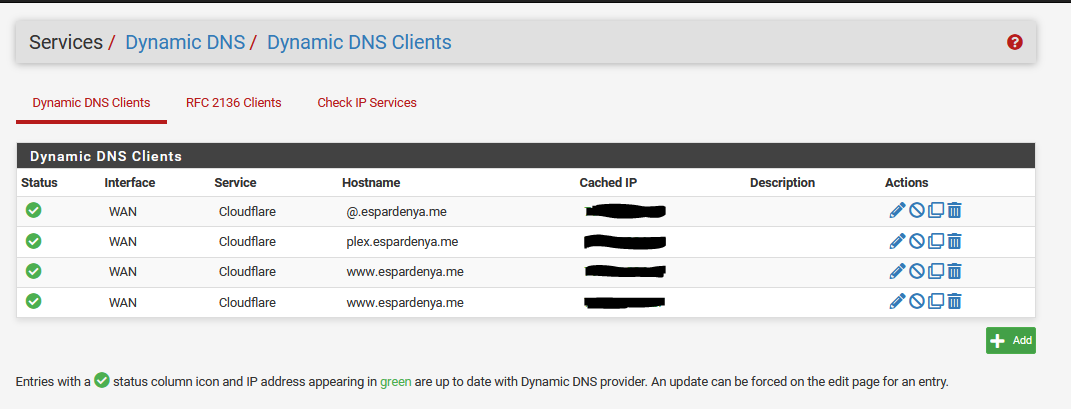 Services / Dynamic DNS / Dynamic DNS Clients
Dynamic DNS Clients RFC 2136 Clients Check IP Services
Dynamic DNS Clients
Status Interface Service Hostname Cached IP Description Actions
WAN Cloudflare @.espardenya.me
WAN Cloudflare plex.espardenya.me
WAN Cloudflare www.espardenya.me
WAN Cloudflare www.espardenya.me
Add
Entries with a status column icon and IP address appearing in green are up to date with Dynamic DNS provider. An update can be forced on the edit page for an entry.